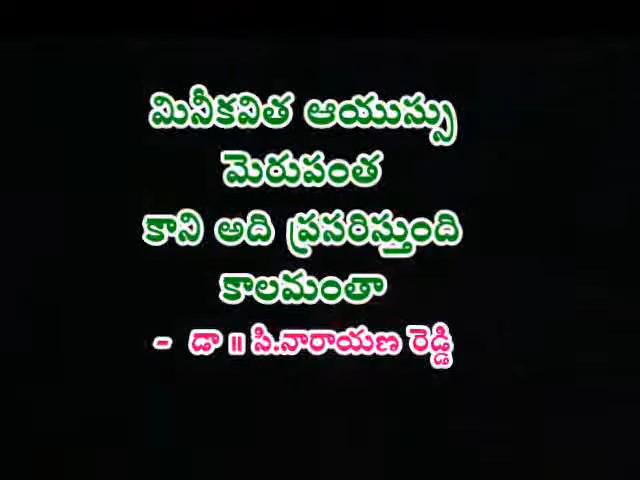 మినీకవిత ఆయుస్సు
మెరుపంత
కాని అది ప్రసరిస్తుంది
కాలమంతా
- డా॥ సి.నారాయణ రెడ్డి